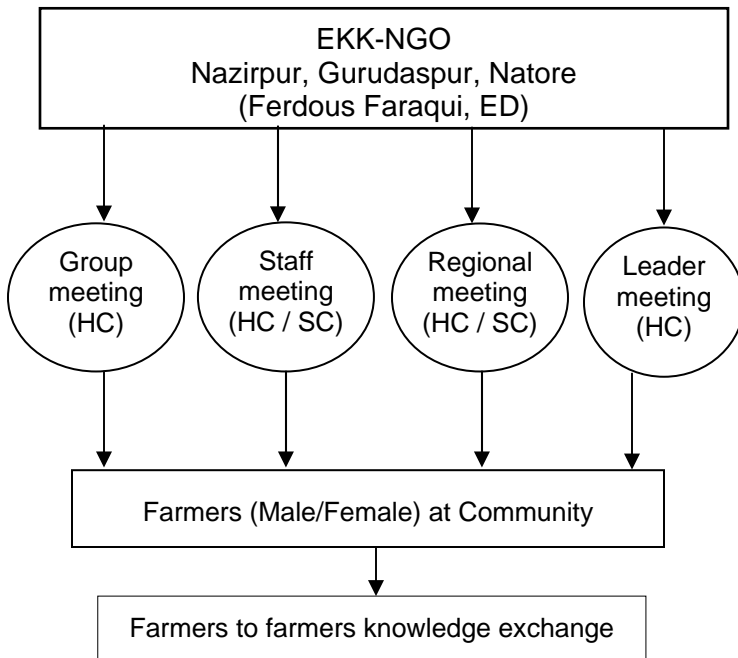 EKK-NGO
Nazirpur, Gurudaspur, Natore
(Ferdous Faraqui, ED)
Group
meeting
(HC)
Staff
meeting
(HC / SC)
Regional
meeting
(HC / SC)
Leader
meeting
(HC)
Farmers (Male/Female) at Community
Farmers to farmers knowledge exchange